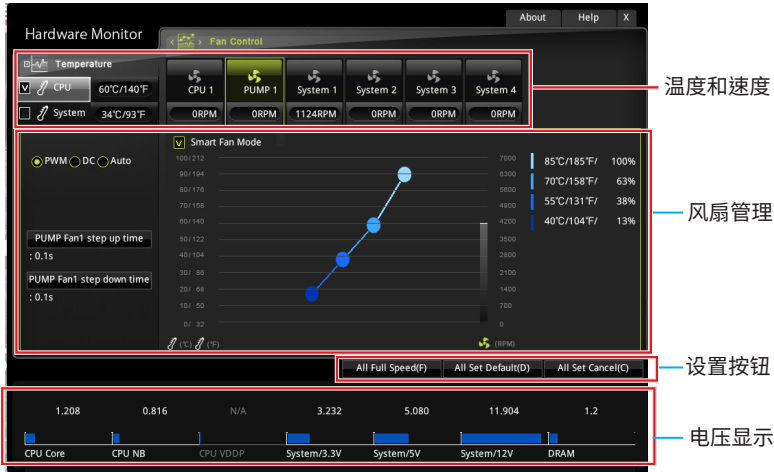 About Help X
Hardware Monitor
Fan Control
Temperature
CPU 60℃/140℉
System 34℃/93℉
CPU 1 PUMP 1 System 1 System 2 System 3 System 4
0RPM 0RPM 1124RPM 0RPM 0RPM 0RPM
温度和速度
Smart Fan Mode
PWM DC Auto
100/212 7000
90/194 6300
80/176 5600
70/158 4900
60/140 4200
50/122 3500
40/104 2800
30/ 86 2100
20/ 68 1400
10/ 50 700
0/ 32 0
(℃) (℉) (RPM)
85℃/185℉/ 100%
70℃/158℉/ 63%
55℃/131℉/ 38%
40℃/104℉/ 13%
PUMP Fan1 step up time
: 0.1s
PUMP Fan1 step down time
: 0.1s
风扇管理
All Full Speed(F) All Set Default(D) All Set Cancel(C)
设置按钮
1.208 0.816 N/A 3.232 5.080 11.904 1.2
CPU Core CPU NB CPU VDDP System/3.3V System/5V System/12V DRAM
电压显示